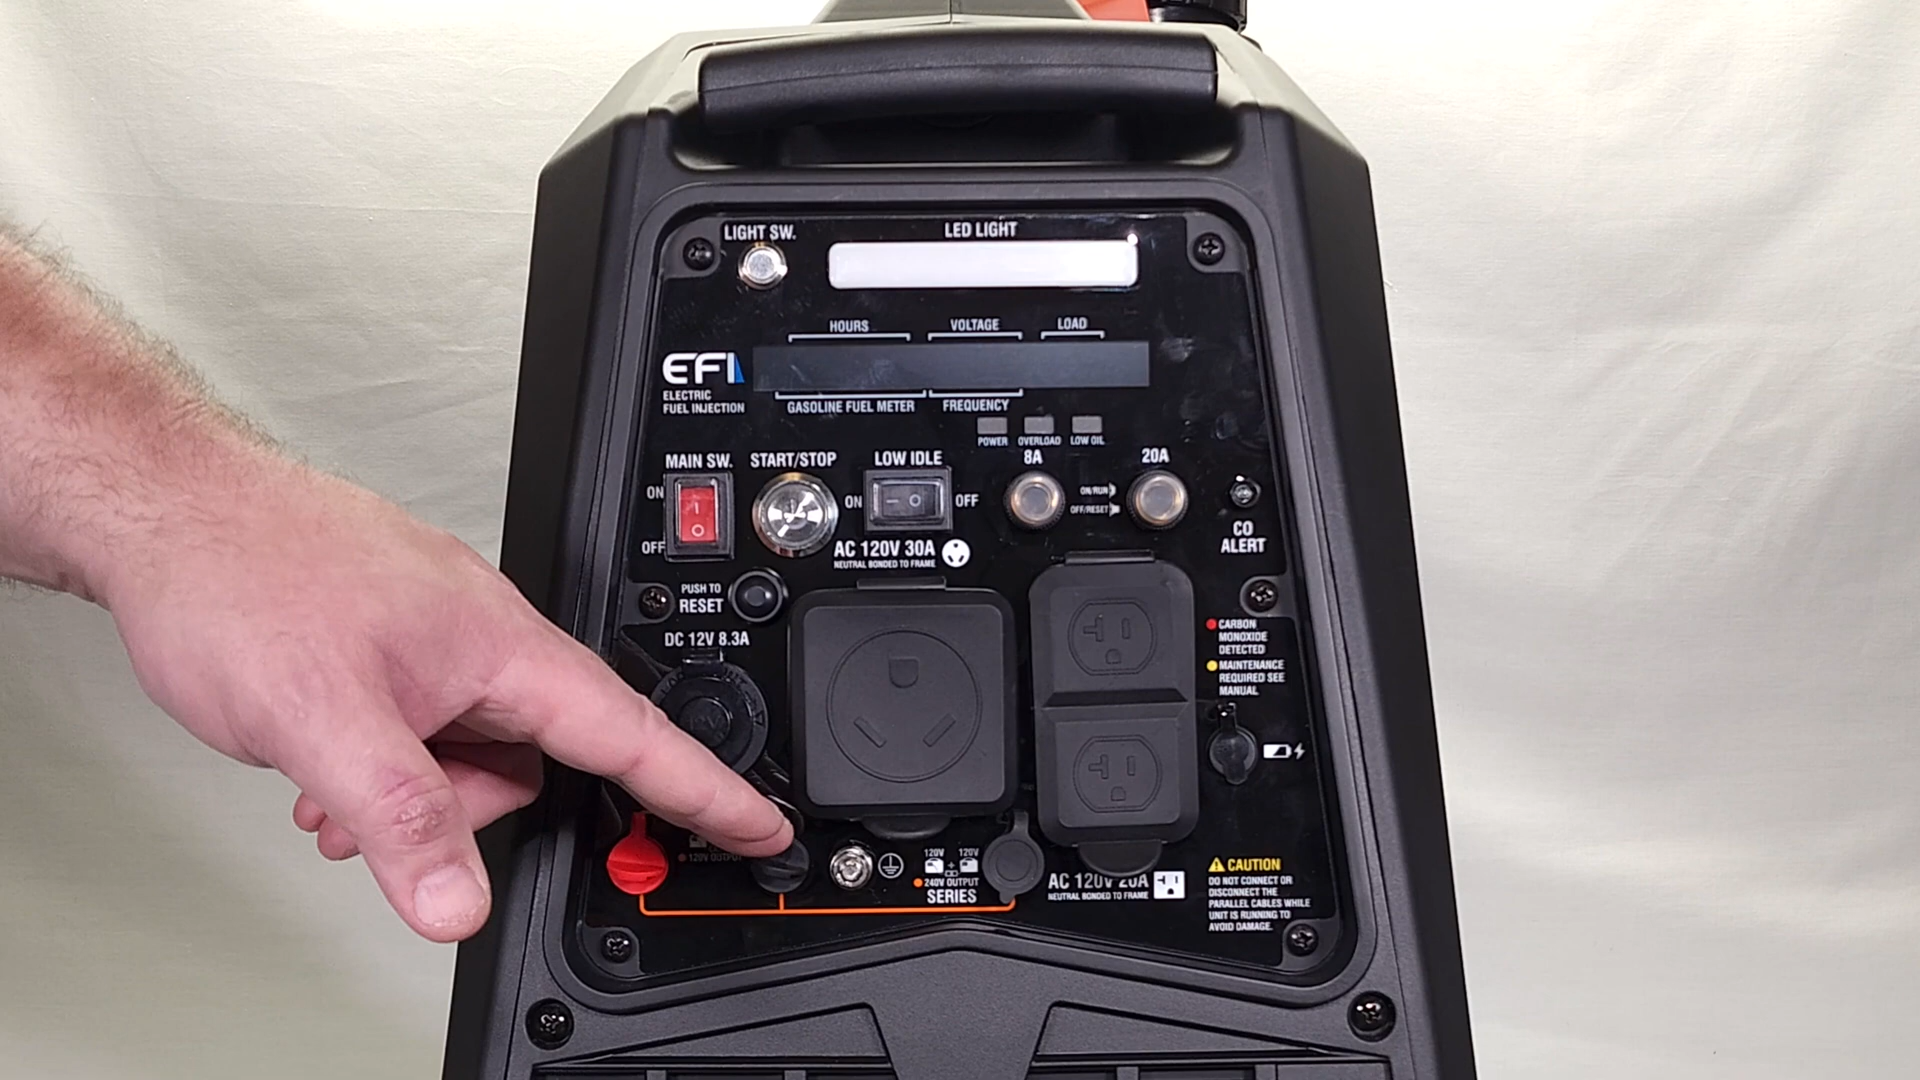 LIGHT SW.
LED LIGHT
HOURS
VOLTAGE
LOAD
EFI
ELECTRIC
FUEL INJECTION
GASOLINE FUEL METER
FREQUENCY
POWER
OVERLOAD
LOW OIL
MAIN SW.
ON
OFF
START/STOP
LOW IDLE
ON
OFF
8A
20A
ON/RUN
OFF/RESET
CO
ALERT
AC 120V 30A
NEUTRAL BONDED TO FRAME
PUSH TO
RESET
DC 12V 8.3A
12V
CARBON
MONOXIDE
DETECTED
MAINTENANCE
REQUIRED SEE
MANUAL
120V OUTPUT
120V + 120V
240V OUTPUT
SERIES
AC 120V 20A
NEUTRAL BONDED TO FRAME
CAUTION
DO NOT CONNECT OR
DISCONNECT THE
PARALLEL CABLES WHILE
UNIT IS RUNNING TO
AVOID DAMAGE.